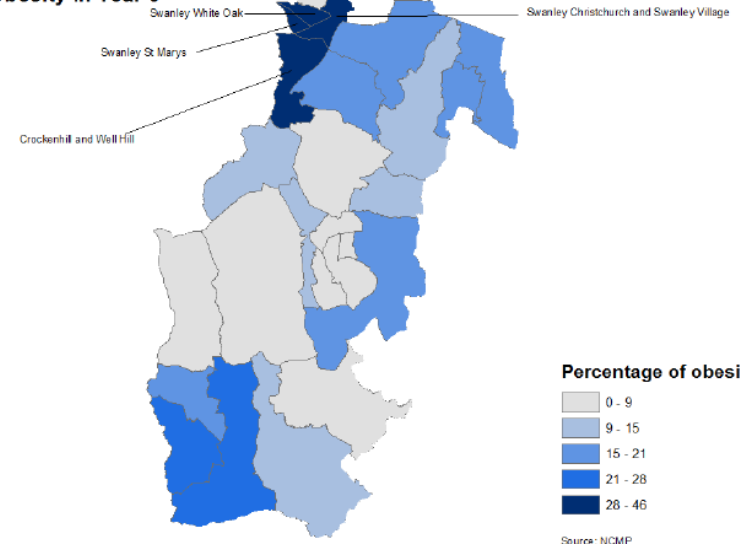 Swanley White Oak
Swanley Christchurch and Swanley Village
Swanley St Marys
Crockenhill and Well Hill
Percentage of
0 - 9
9 - 15
15 - 21
21 - 28
28 - 46
Source: NCMP